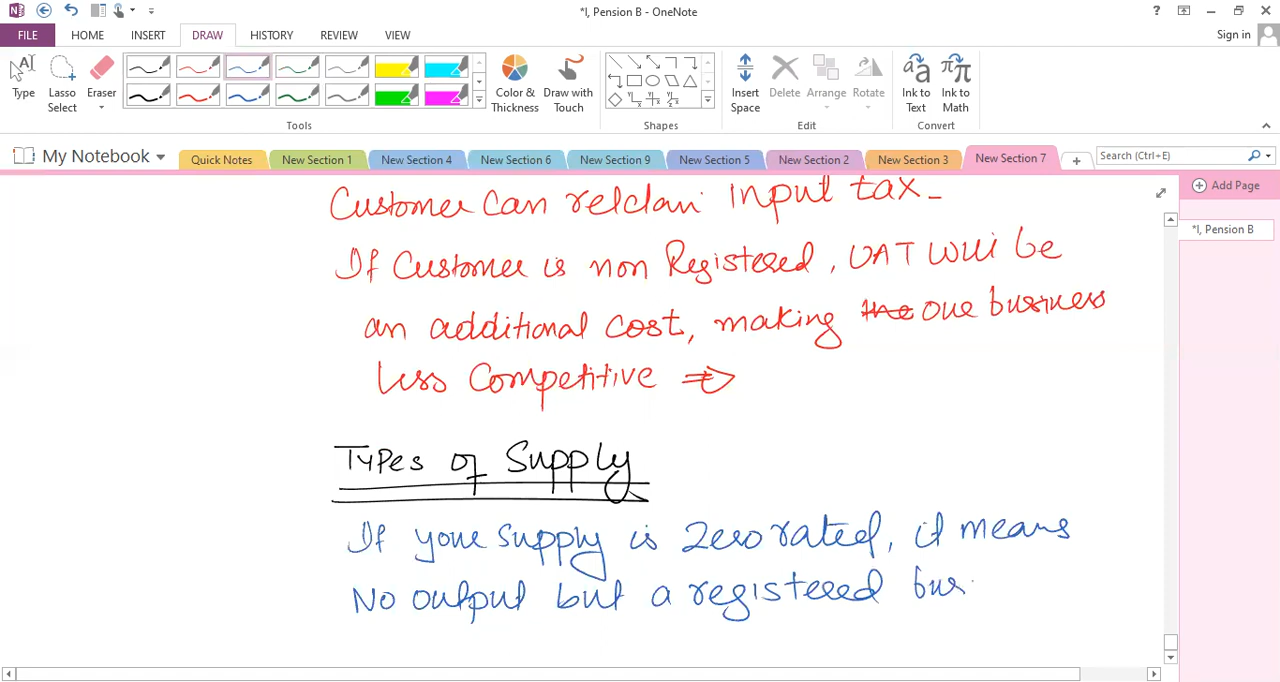 *I, Pension B - OneNote
?
Sign in
FILE HOME INSERT DRAW HISTORY REVIEW VIEW
Type
Lasso Select
Eraser
Color & Thickness
Draw with Touch
Insert Space
Delete
Arrange
Rotate
Ink to Text
Ink to Math
Tools
Shapes
Edit
Convert
My Notebook
Quick Notes New Section 1 New Section 4 New Section 6 New Section 9 New Section 5 New Section 2 New Section 3 New Section 7
Search (Ctrl+E)
Add Page
*I, Pension B
Customer Can relclani input tax -
If Customer is non Registered, VAT will be
an additional cost, making the one business
less Competitive ⇒
Types of Supply
If your supply is Zero rated, it means
No output but a registered bus